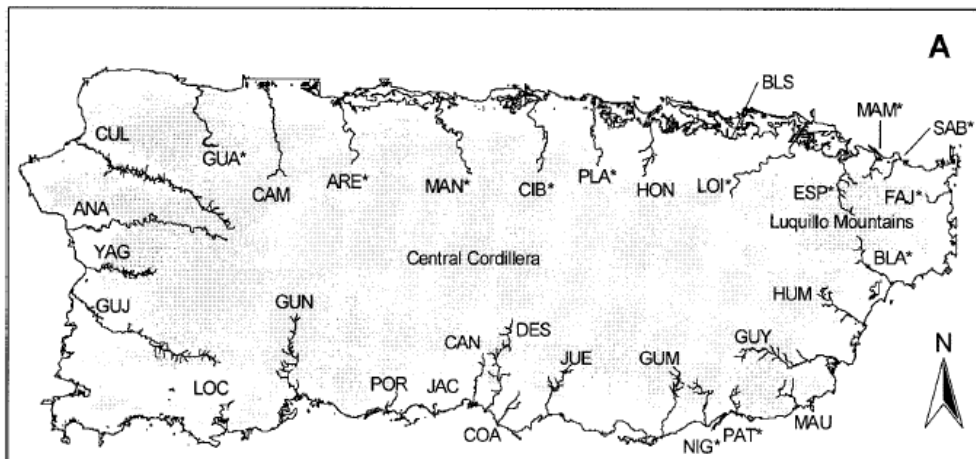 A
BLS
MAM*
SAB*
CUL
GUA*
CAM
ARE*
MAN*
CIB*
PLA*
HON
LOI*
ESP*
FAJ*
ANA
Luquillo Mountains
YAG
Central Cordillera
BLA*
GUJ
GUN
HUM
DES
CAN
GUY
N
JUE
GUM
LOC
POR
JAC
COA
MAU
NIG*
PAT*